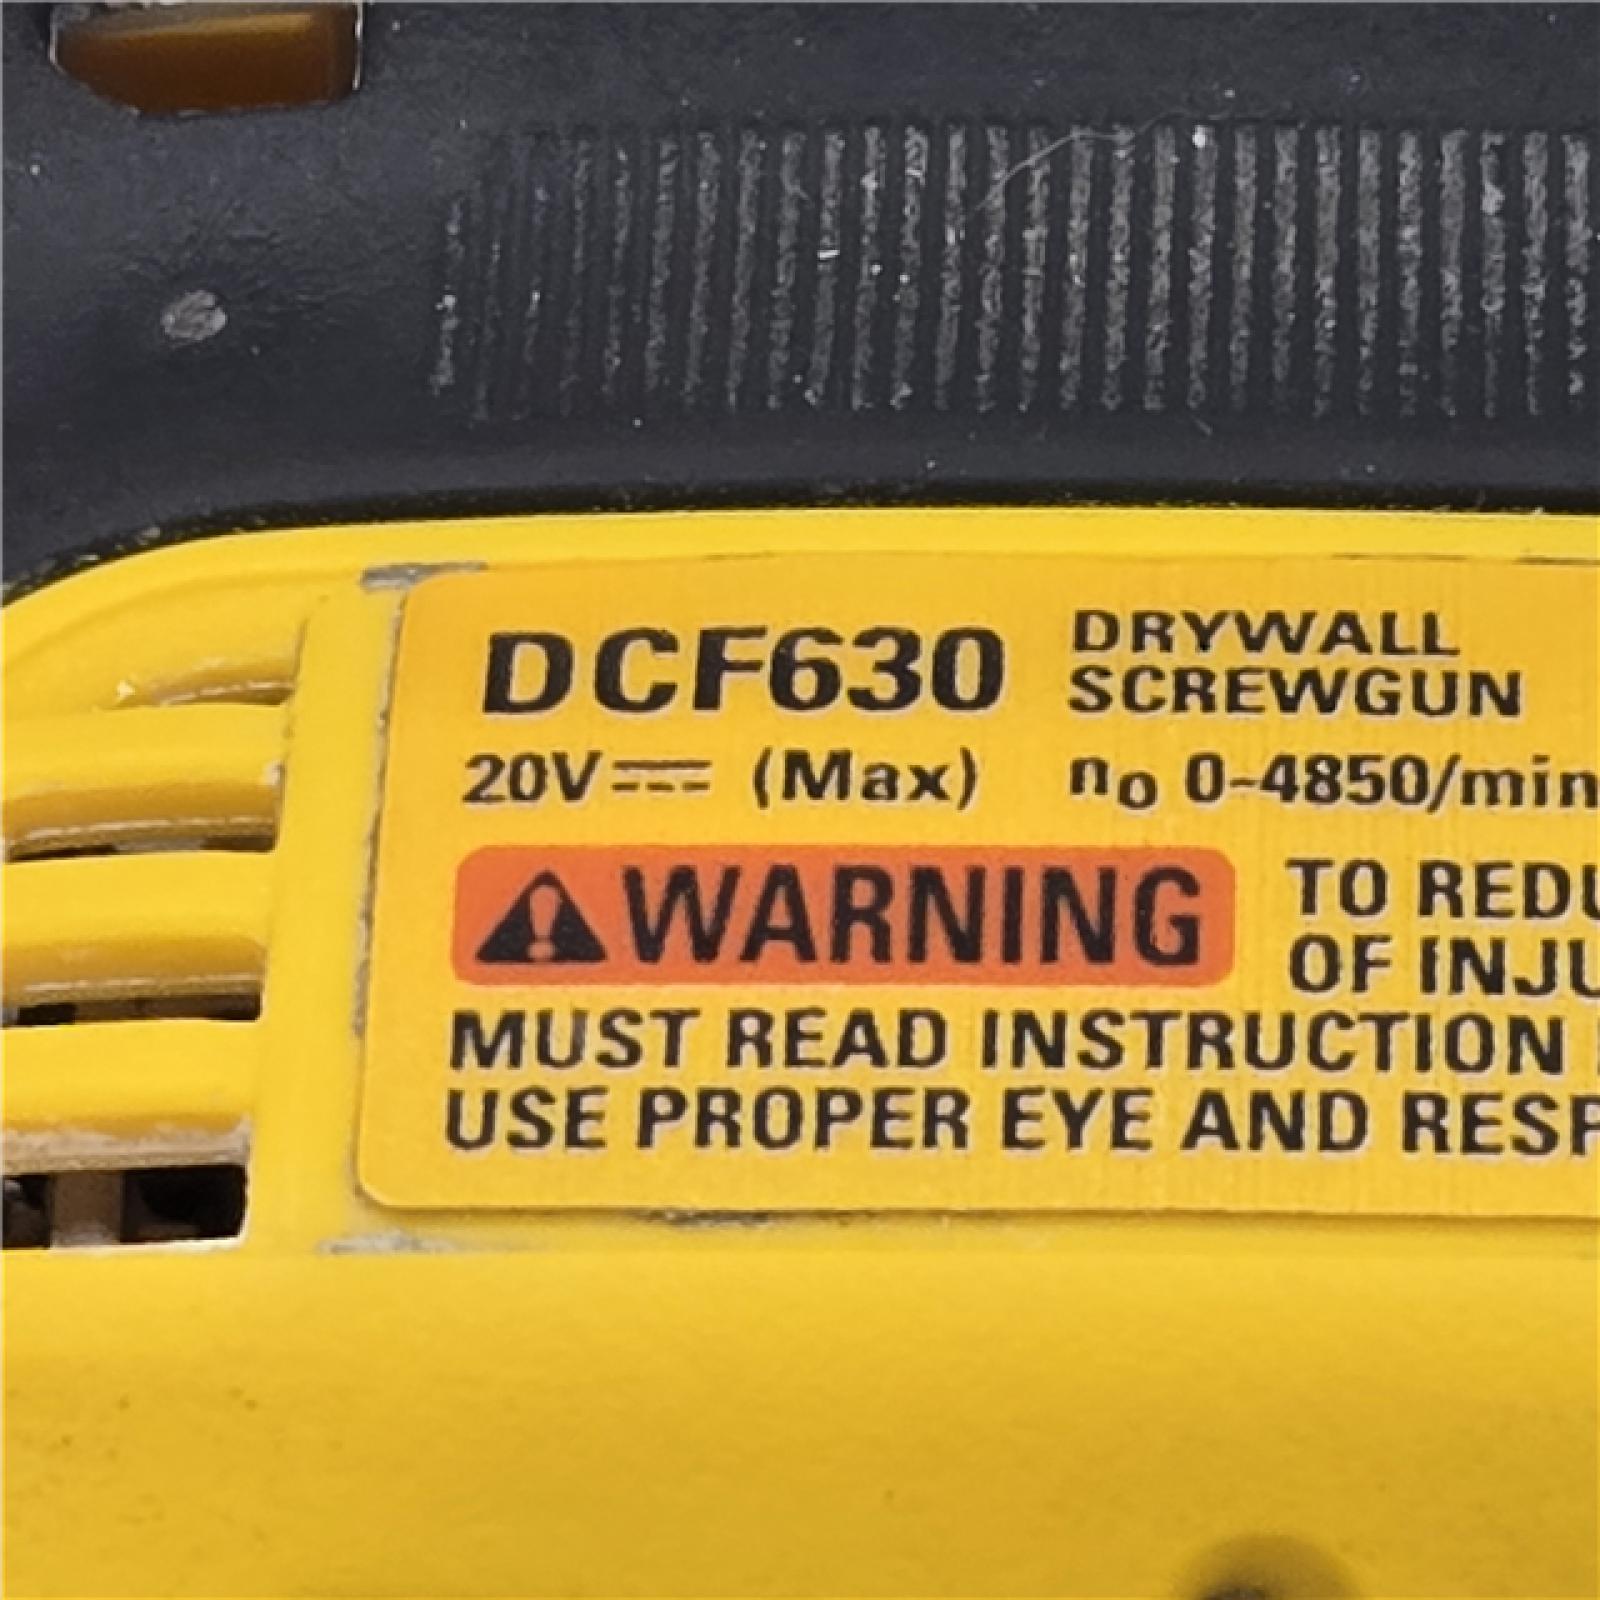 DCF630 DRYWALL
SCREWGUN
20V (Max) no 0-4850/min
WARNING TO REDU
OF INJU
MUST READ INSTRUCTION
USE PROPER EYE AND RESP